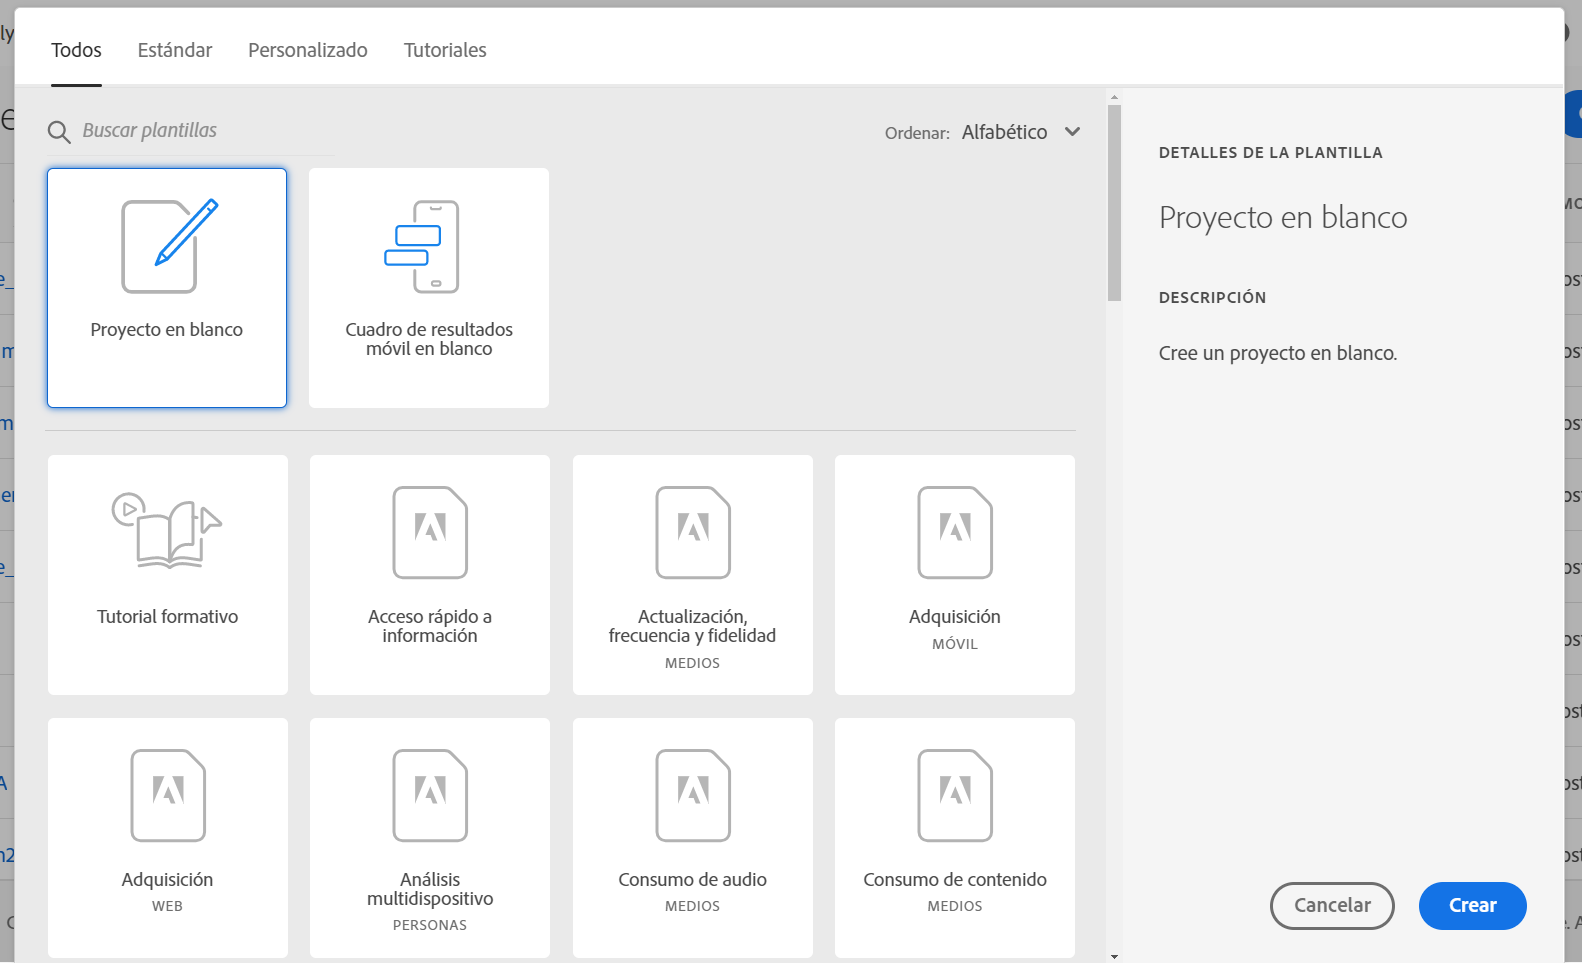 Todos Estándar Personalizado Tutoriales
Buscar plantillas
Ordenar: Alfabético
Proyecto en blanco
Cuadro de resultados
móvil en blanco
Tutorial formativo
Acceso rápido a
información
Actualización,
frecuencia y fidelidad
MEDIOS
Adquisición
MÓVIL
Adquisición
WEB
Análisis
multidispositivo
PERSONAS
Consumo de audio
MEDIOS
Consumo de contenido
MEDIOS
DETALLES DE LA PLANTILLA
Proyecto en blanco
DESCRIPCIÓN
Cree un proyecto en blanco.
Cancelar Crear